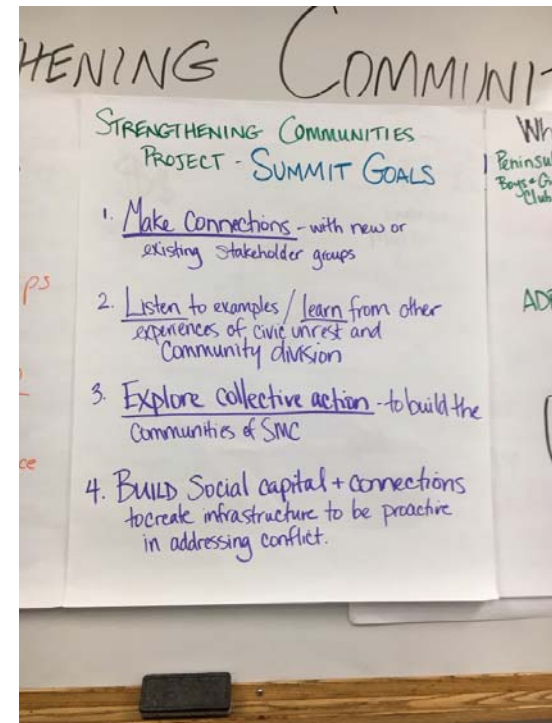 HENING COMMUNI
STRENGTHENING COMMUNITIES
PROJECT - SUMMIT GOALS
1. Make Connections - with new or
existing stakeholder groups
2. Listen to examples / learn from other
experiences of civic unrest and
Community division
3. Explore collective action - to build the
Communities of SMC
4. BUILD Social capital + connections
to create infrastructure to be proactive
in addressing conflict.
ps
ce
Wh
Peninsul
Boys + Gi
Club
AD